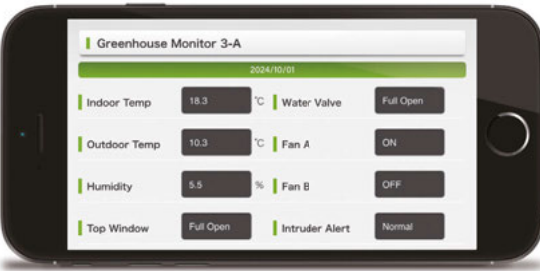 Greenhouse Monitor 3-A
2024/10/01
Indoor Temp 18.3 °C Water Valve Full Open
Outdoor Temp 10.3 °C Fan A ON
Humidity 5.5 % Fan B OFF
Top Window Full Open Intruder Alert Normal